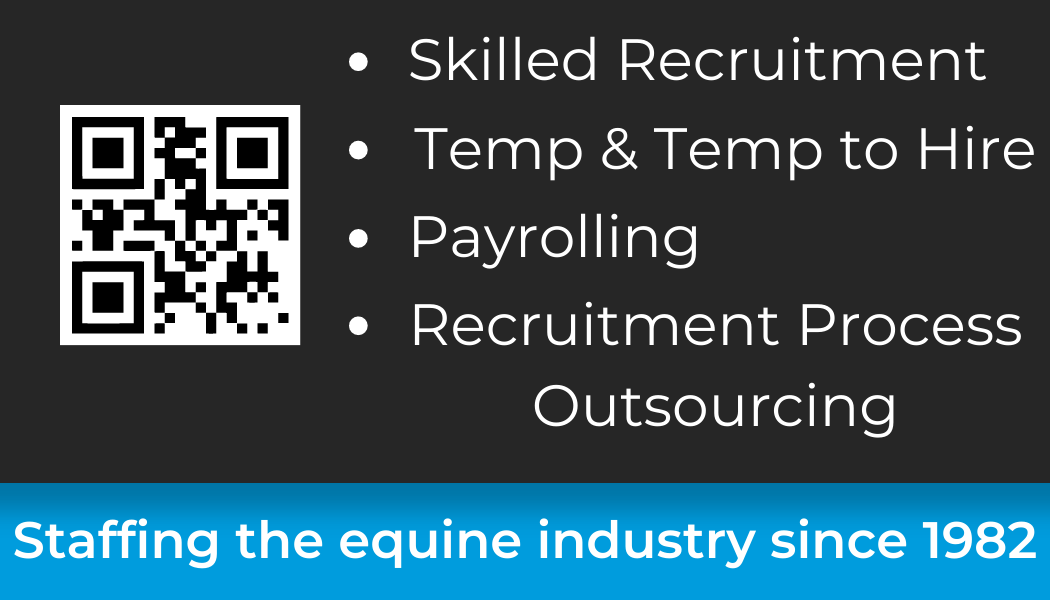 • Skilled Recruitment
• Temp & Temp to Hire
• Payrolling
• Recruitment Process
Outsourcing
Staffing the equine industry since 1982